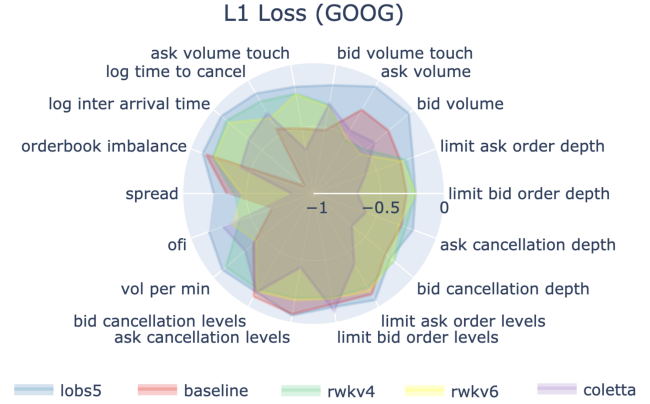 L1 Loss (GOOG)
ask volume touch
bid volume touch
log time to cancel
ask volume
log inter arrival time
bid volume
orderbook imbalance
limit ask order depth
spread
−1
−0.5
0
limit bid order depth
ofi
ask cancellation depth
vol per min
bid cancellation depth
bid cancellation levels
limit ask order levels
ask cancellation levels
limit bid order levels
lobs5
baseline
rwkv4
rwkv6
coletta